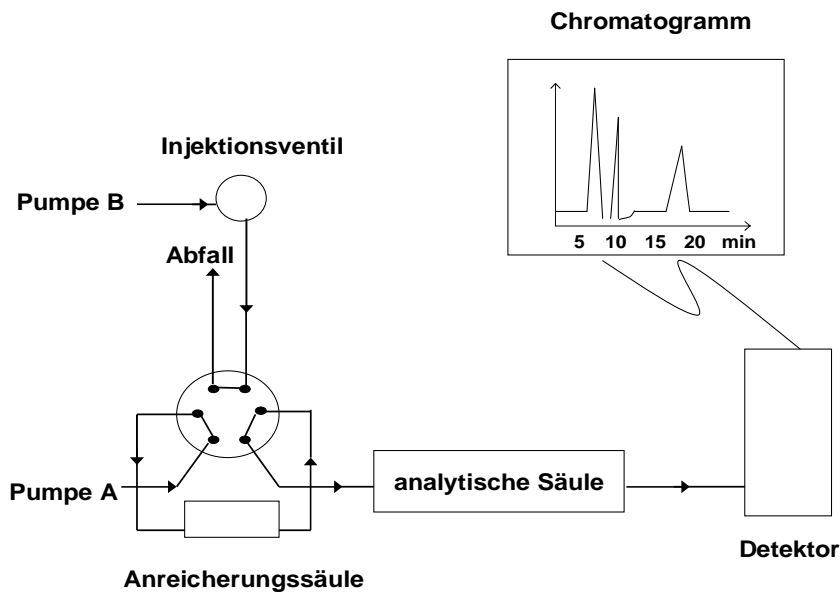 Chromatogramm
5 10 15 20 min
Injektionsventil
Pumpe B
Abfall
Pumpe A
analytische Säule
Detektor
Anreicherungssäule